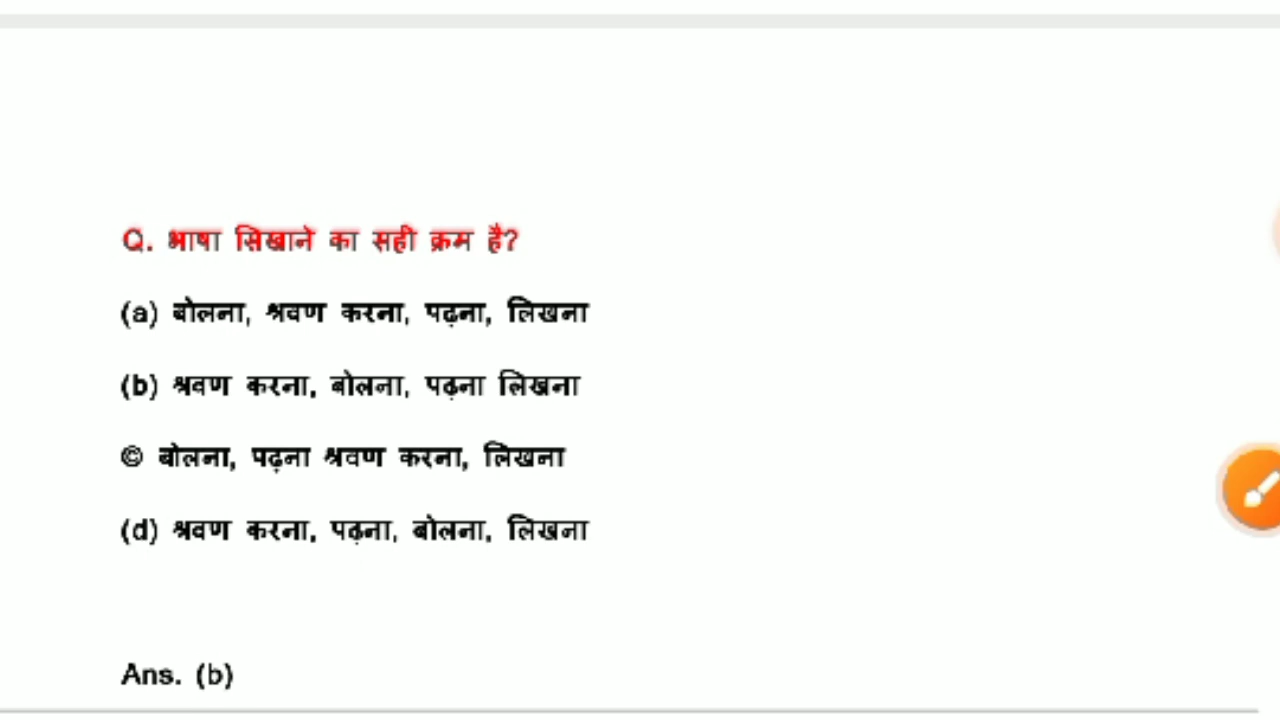 Q. भाषा सिखाने का सही क्रम है?
(a) बोलना, श्रवण करना, पढ़ना, लिखना
(b) श्रवण करना, बोलना, पढ़ना लिखना
© बोलना, पढ़ना श्रवण करना, लिखना
(d) श्रवण करना, पढ़ना, बोलना, लिखना
Ans. (b)